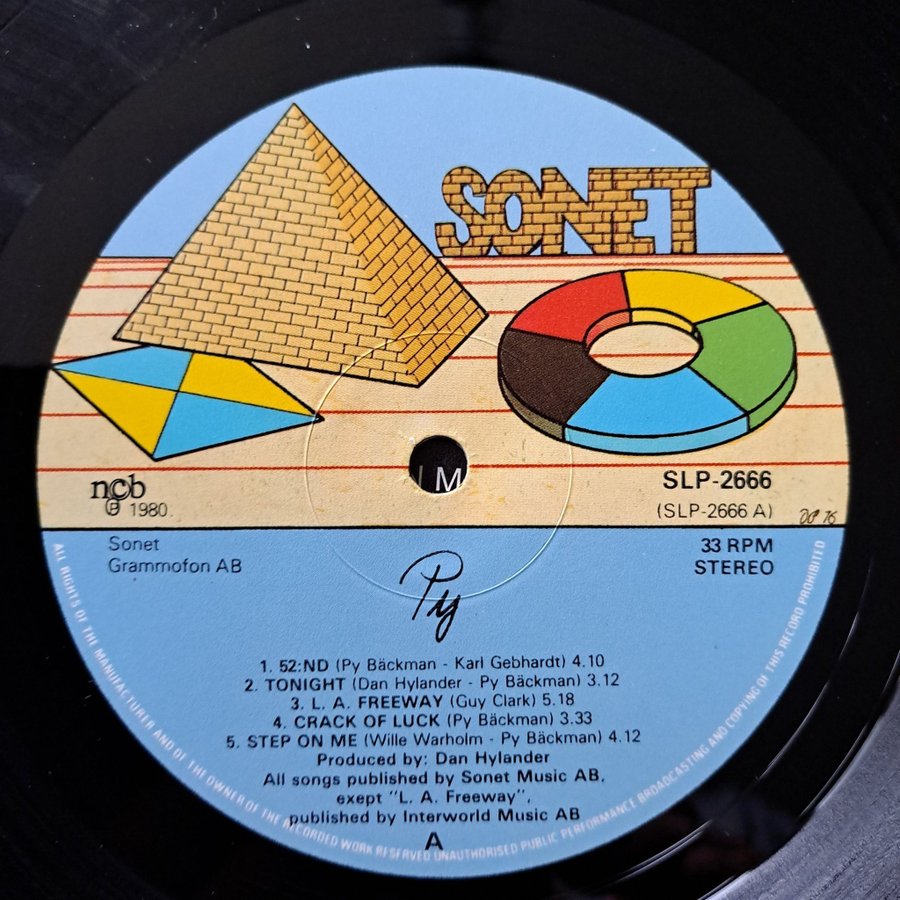 SONET
ncb
℗ 1980.
SLP-2666
(SLP-2666 A)
Sonet
Grammofon AB
33 RPM
STEREO
Py
1. 52:ND (Py Bäckman - Karl Gebhardt) 4.10
2. TONIGHT (Dan Hylander - Py Bäckman) 3.12
3. L. A. FREEWAY (Guy Clark) 5.18
4. CRACK OF LUCK (Py Bäckman) 3.33
5. STEP ON ME (Wille Warholm - Py Bäckman) 4.12
Produced by: Dan Hylander
All songs published by Sonet Music AB,
exept "L. A. Freeway",
published by Interworld Music AB
A
ALL RIGHTS OF THE MANUFACTURER AND OF THE OWNER OF THE RECORDED WORK RESERVED UNAUTHORISED PUBLIC PERFORMANCE BROADCASTING AND COPYING OF THIS RECORD PROHIBITED